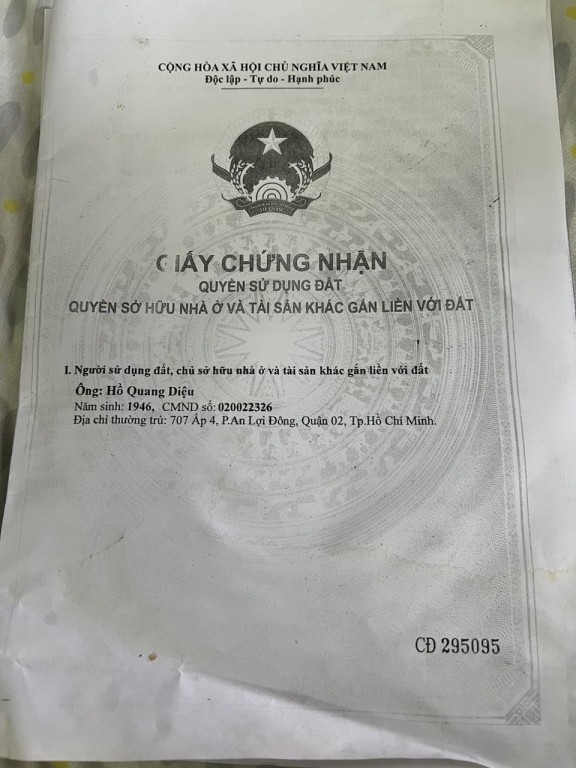 CỘNG HÒA XÃ HỘI CHỦ NGHĨA VIỆT NAM
Độc lập - Tự do - Hạnh phúc
GIẤY CHỨNG NHẬN
QUYỀN SỬ DỤNG ĐẤT
QUYỀN SỞ HỮU NHÀ Ở VÀ TÀI SẢN KHÁC GẮN LIỀN VỚI ĐẤT
I. Người sử dụng đất, chủ sở hữu nhà ở và tài sản khác gắn liền với đất
Ông: Hồ Quang Diệu
Năm sinh: 1946, CMND số: 020022326
Địa chỉ thường trú: 707 Ấp 4, P.An Lợi Đông, Quận 02, Tp.Hồ Chí Minh.
CĐ 295095